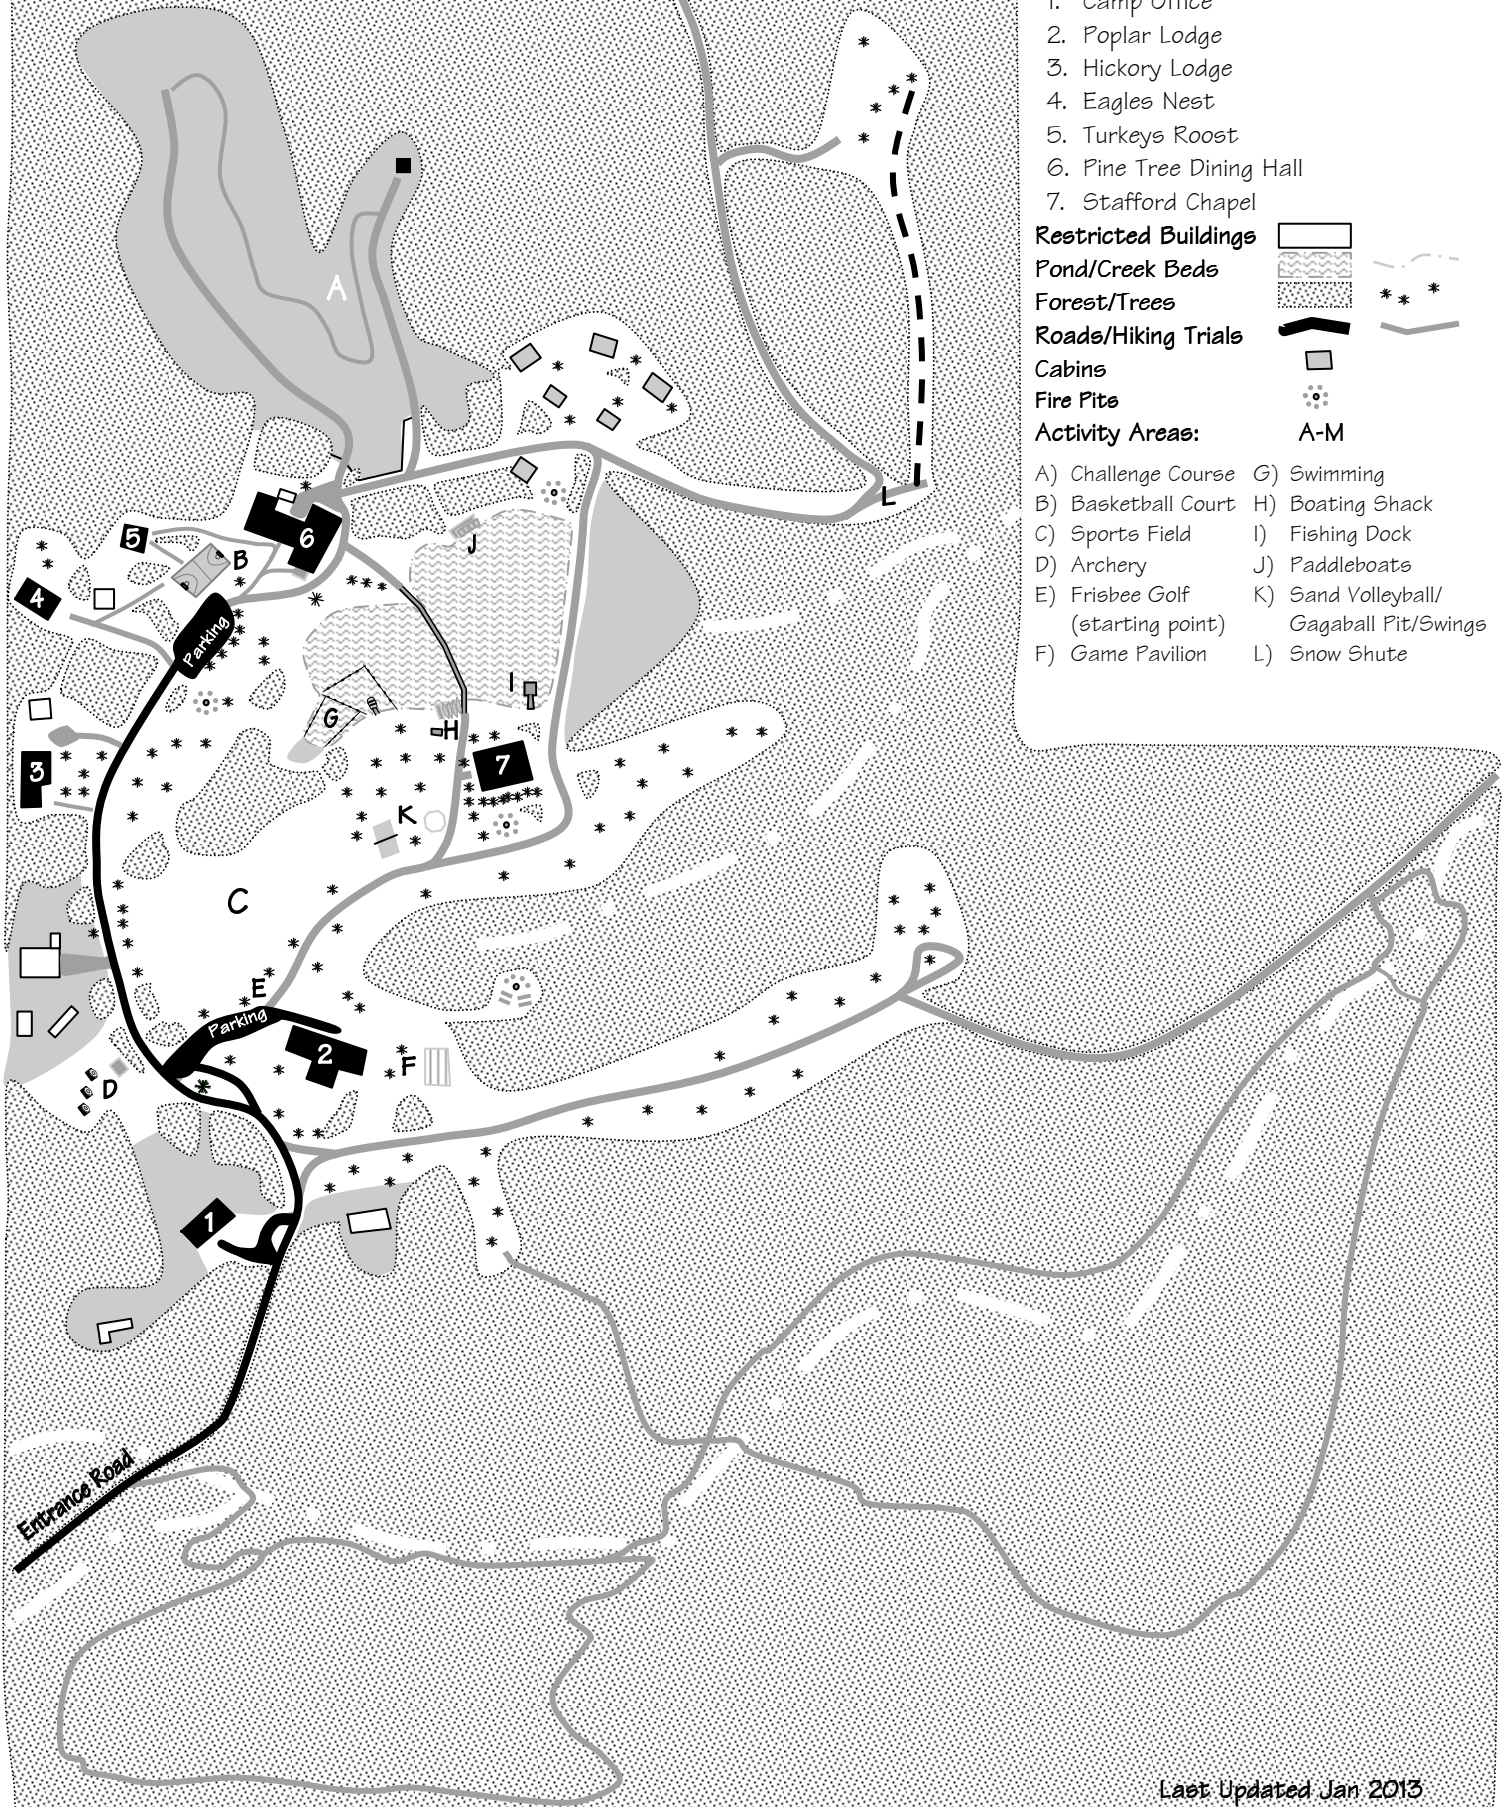 1. Camp Office
2. Poplar Lodge
3. Hickory Lodge
4. Eagles Nest
5. Turkeys Roost
6. Pine Tree Dining Hall
7. Stafford Chapel
Restricted Buildings
Pond/Creek Beds
Forest/Trees
Roads/Hiking Trials
Cabins
Fire Pits
Activity Areas: A-M
A) Challenge Course
B) Basketball Court
C) Sports Field
D) Archery
E) Frisbee Golf
(starting point)
F) Game Pavilion
G) Swimming
H) Boating Shack
I) Fishing Dock
J) Paddleboats
K) Sand Volleyball/
Gagaball Pit/Swings
L) Snow Shute
A
L
6
J
5
B
4
Parking
I
G
H
7
3
K
C
E
Parking
2
F
D
1
Entrance Road
Last Updated Jan 2013